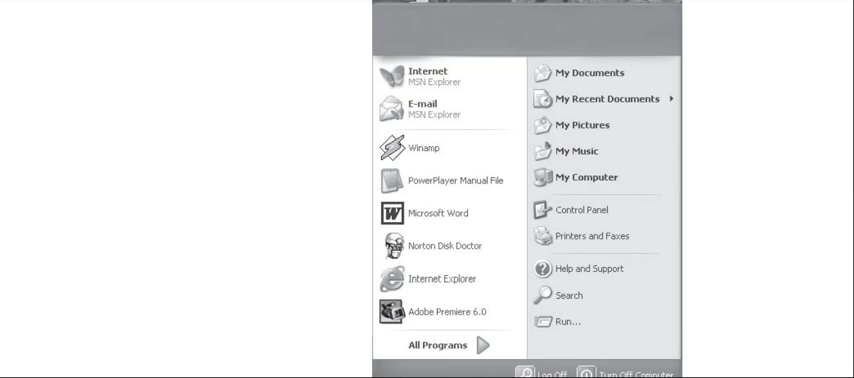 Internet
MSN Explorer
E-mail
MSN Explorer
Winamp
PowerPlayer Manual File
Microsoft Word
Norton Disk Doctor
Internet Explorer
Adobe Premiere 6.0
All Programs
My Documents
My Recent Documents
My Pictures
My Music
My Computer
Control Panel
Printers and Faxes
Help and Support
Search
Run...
Log Off
Turn Off Computer